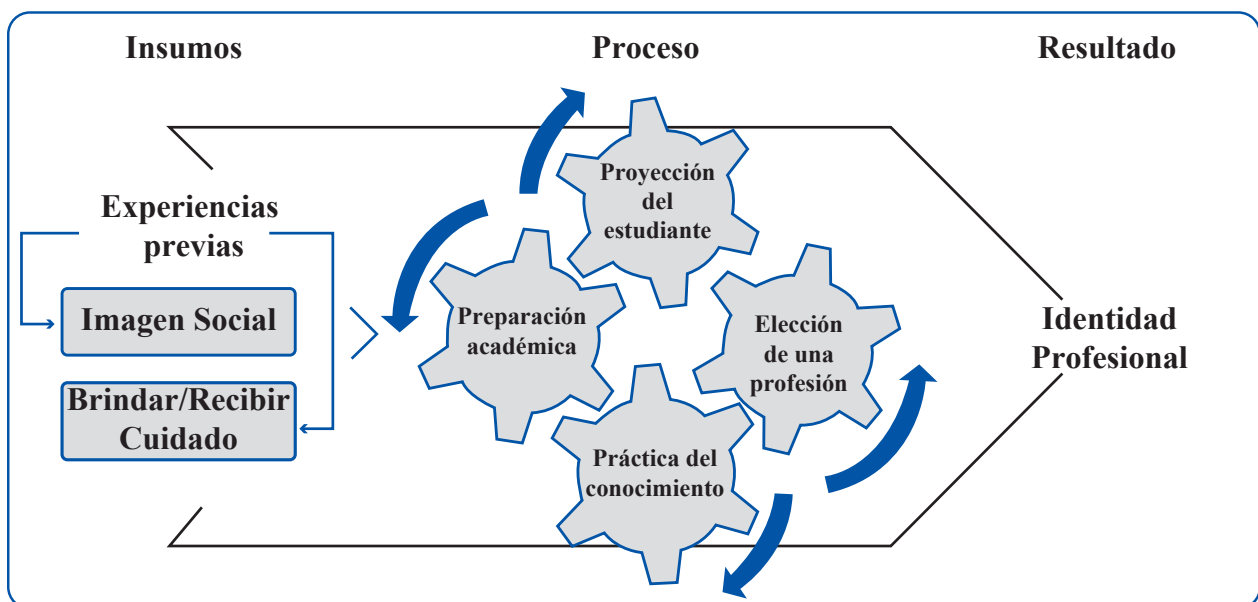 Insumos
Proceso
Resultado
Experiencias
previas
Imagen Social
Brindar/Recibir
Cuidado
Proyección
del
estudiante
Preparación
académica
Elección
de una
profesión
Práctica del
conocimiento
Identidad
Profesional